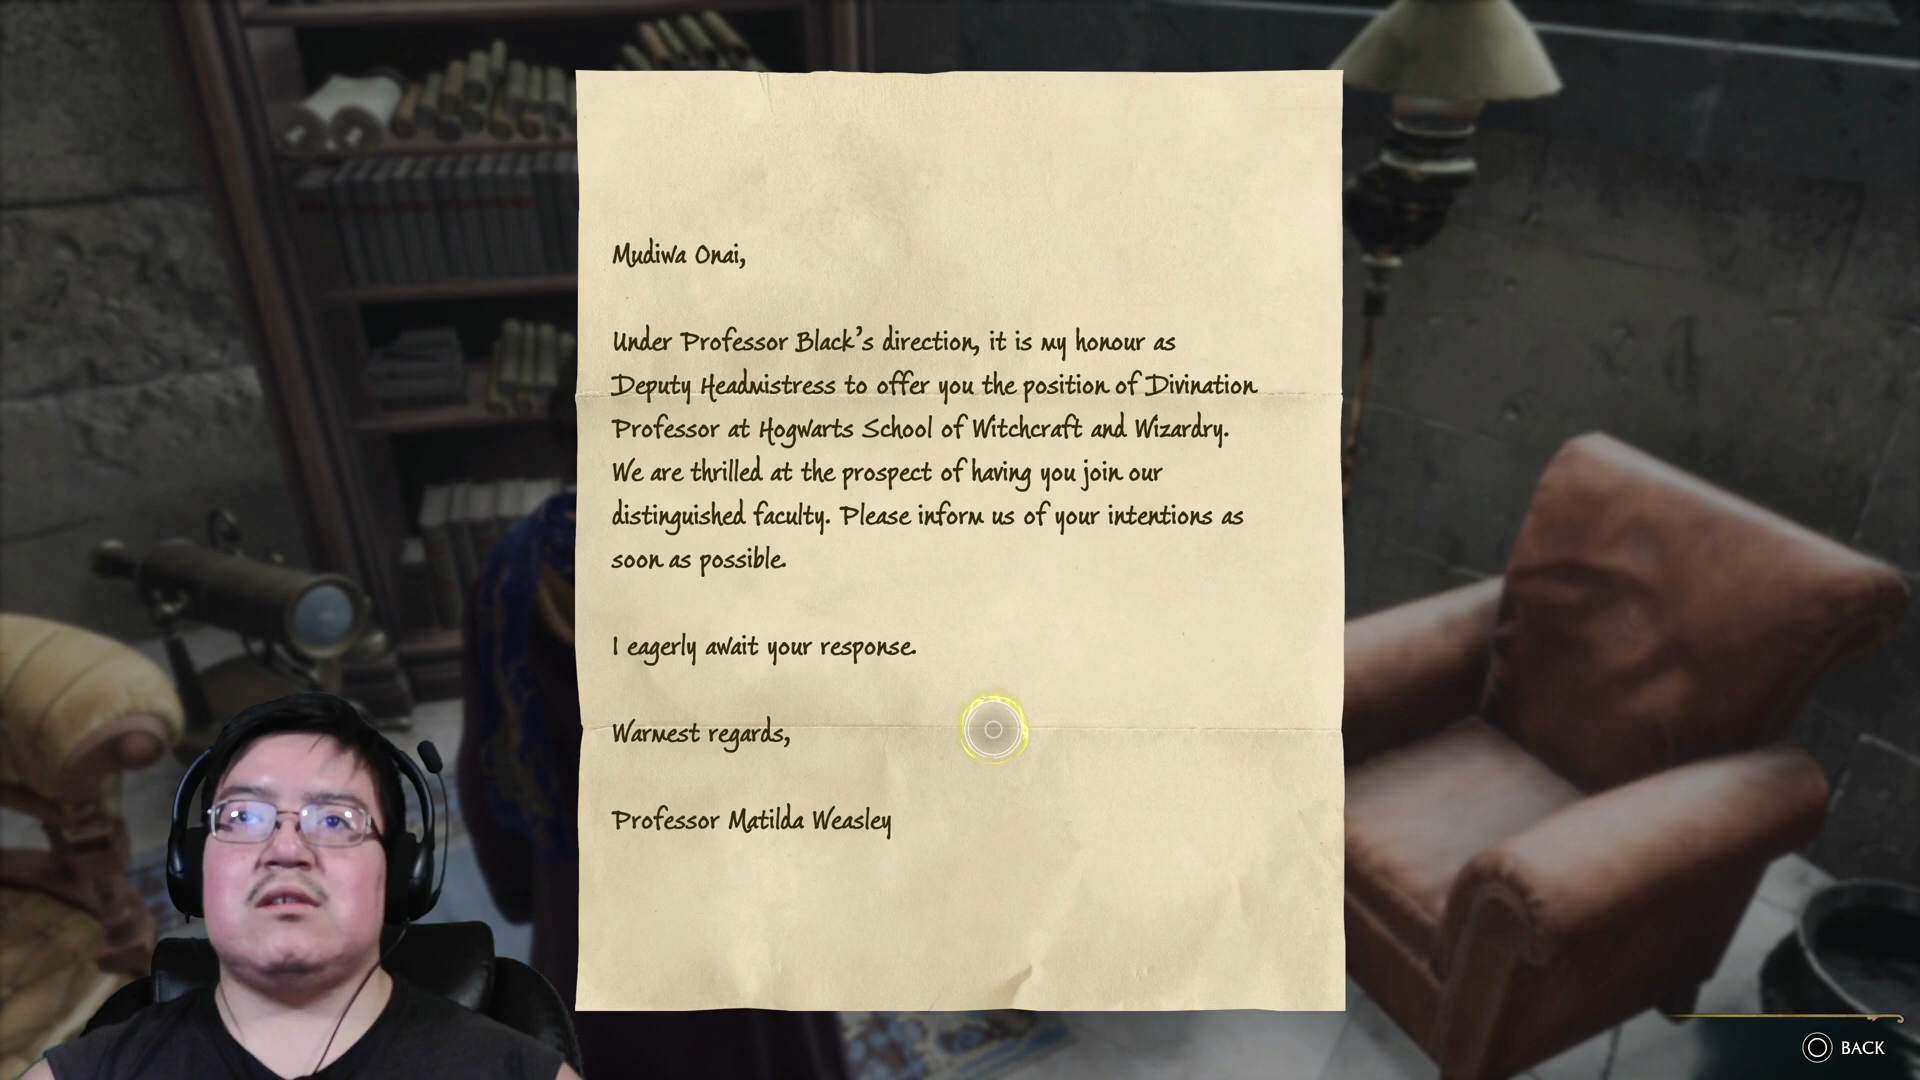 Mudiwa Onai,
Under Professor Black's direction, it is my honour as
Deputy Headmistress to offer you the position of Divination
Professor at Hogwarts School of Witchcraft and Wizardry.
We are thrilled at the prospect of having you join our
distinguished faculty. Please inform us of your intentions as
soon as possible.
I eagerly await your response.
Warmest regards,
Professor Matilda Weasley
BACK